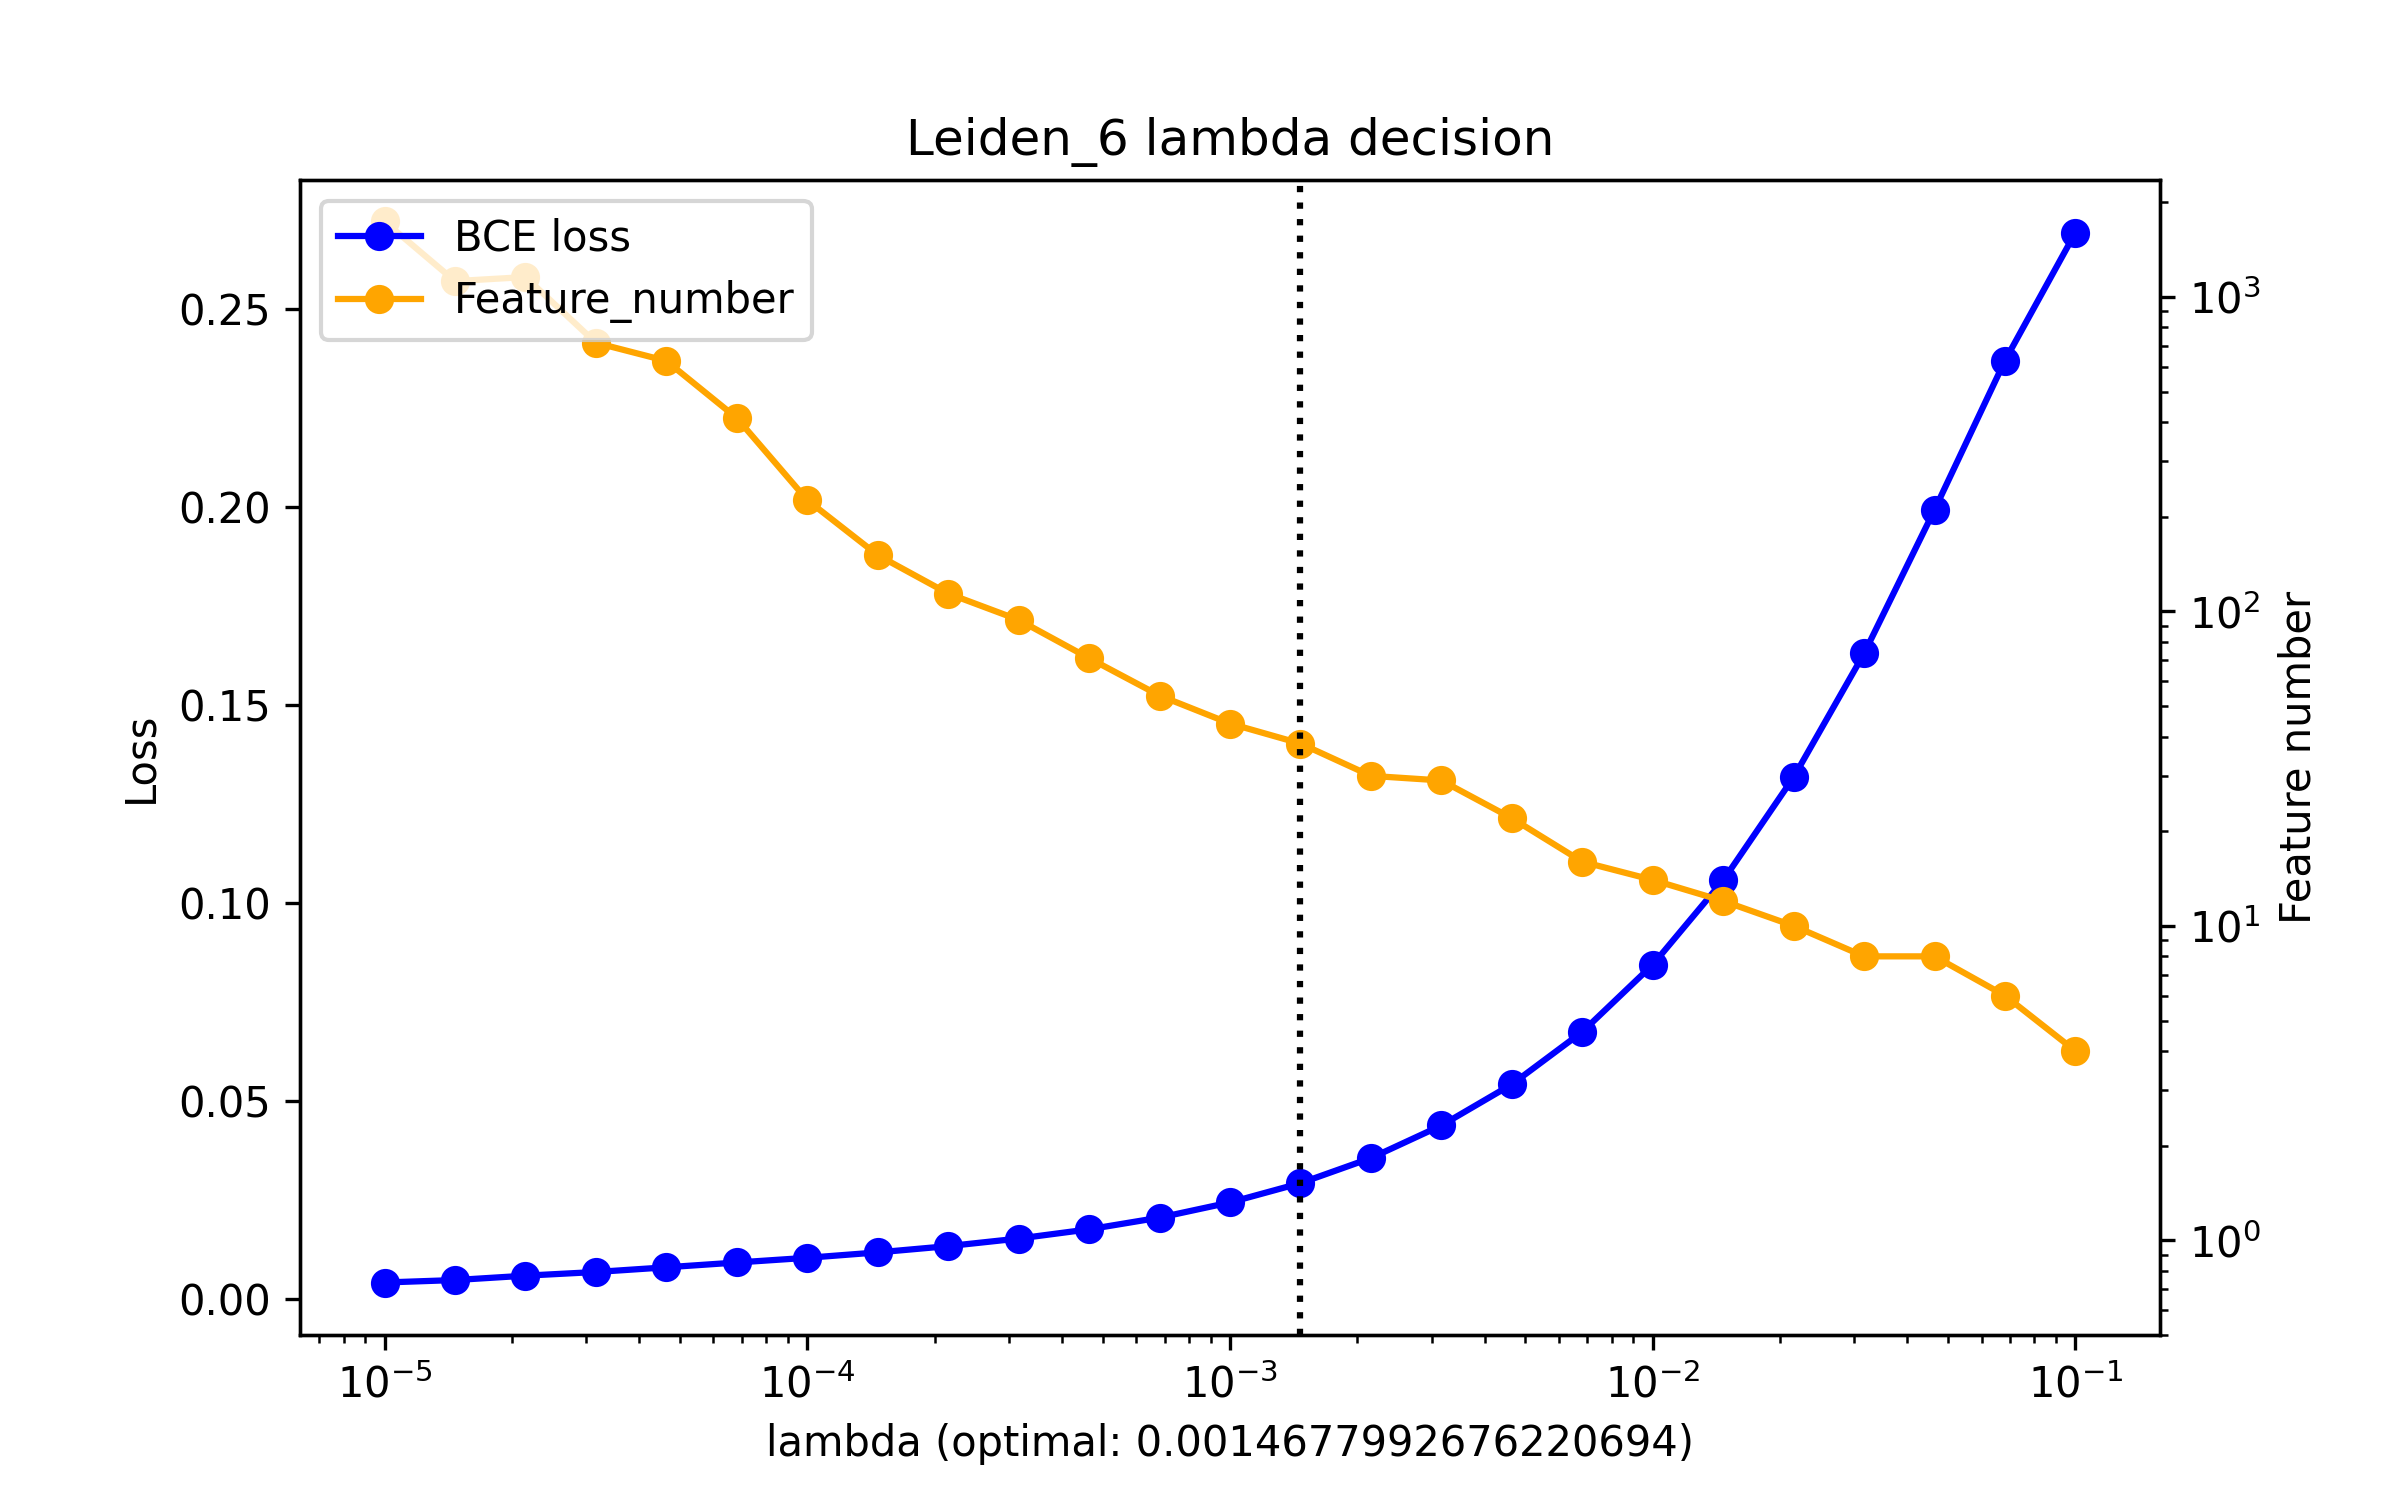 Leiden_6 lambda decision
BCE loss
Feature_number
0.25
0.20
0.15
0.10
0.05
0.00
Loss
10³
10²
10¹
10⁰
Feature number
10⁻⁵ 10⁻⁴ 10⁻³ 10⁻² 10⁻¹
lambda (optimal: 0.0014677992676220694)